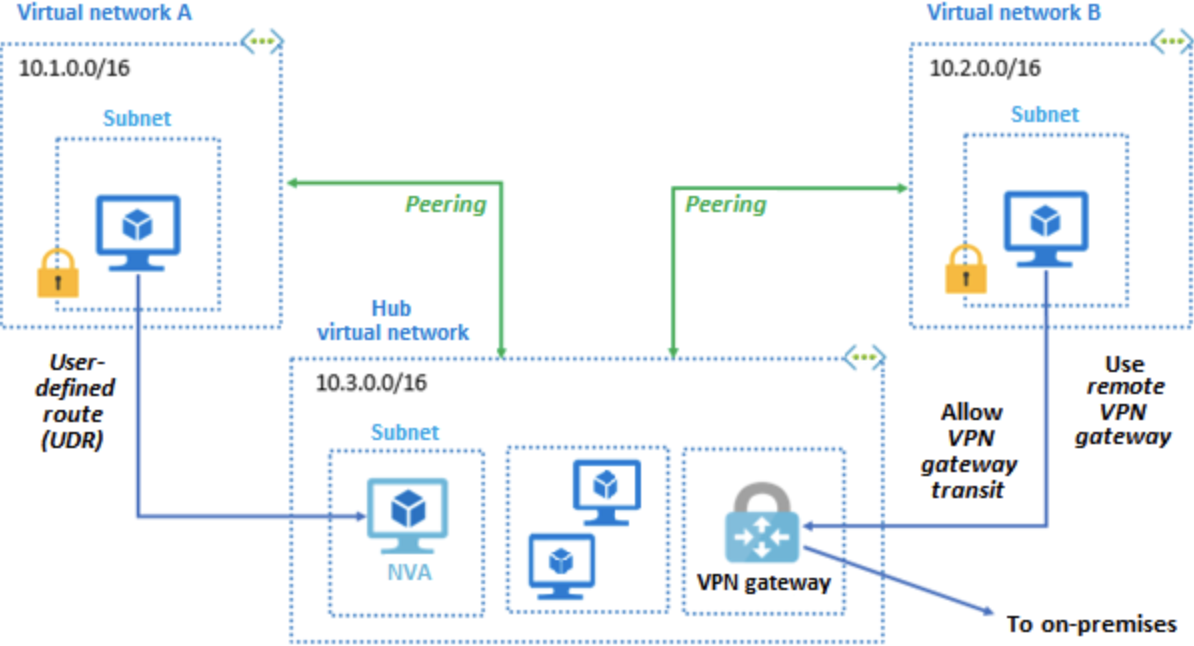 Virtual network A
10.1.0.0/16
Subnet
Virtual network B
10.2.0.0/16
Subnet
Peering
Peering
User-
defined
route
(UDR)
Hub
virtual network
10.3.0.0/16
Subnet
NVA
VPN gateway
Allow
VPN
gateway
transit
Use
remote
VPN
gateway
To on-premises